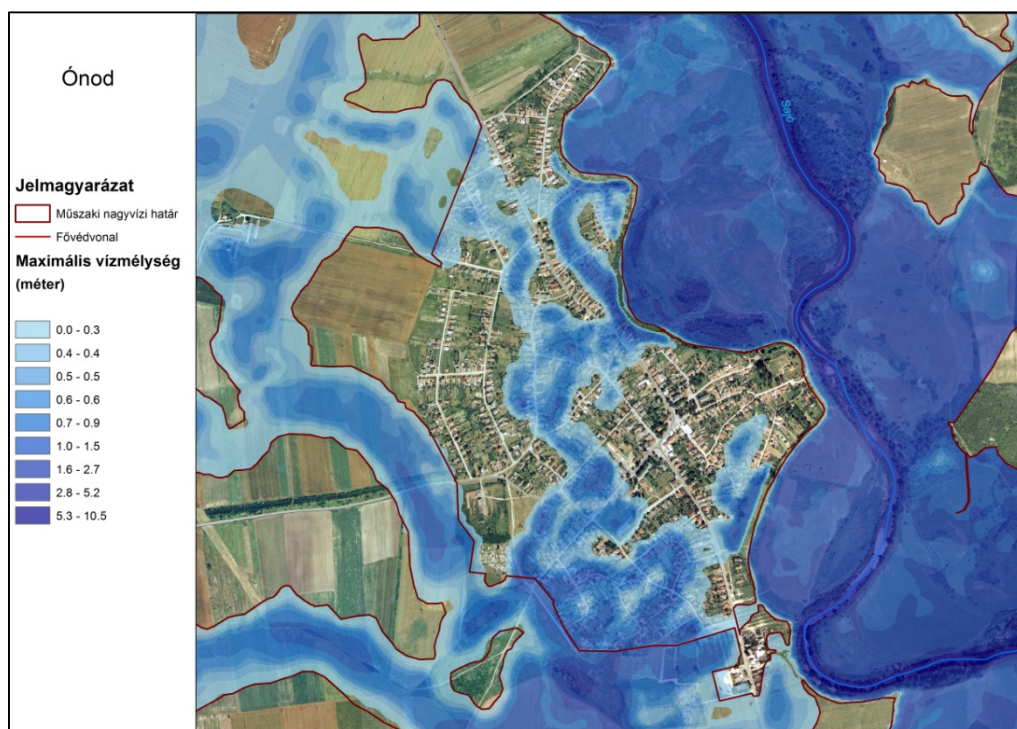 Ónod
Jelmagyarázat
Műszaki nagyvízi határ
Fővédvonal
Maximális vízmélység
(méter)
0.0 - 0.3
0.4 - 0.4
0.5 - 0.5
0.6 - 0.6
0.7 - 0.9
1.0 - 1.5
1.6 - 2.7
2.8 - 5.2
5.3 - 10.5
Sajó